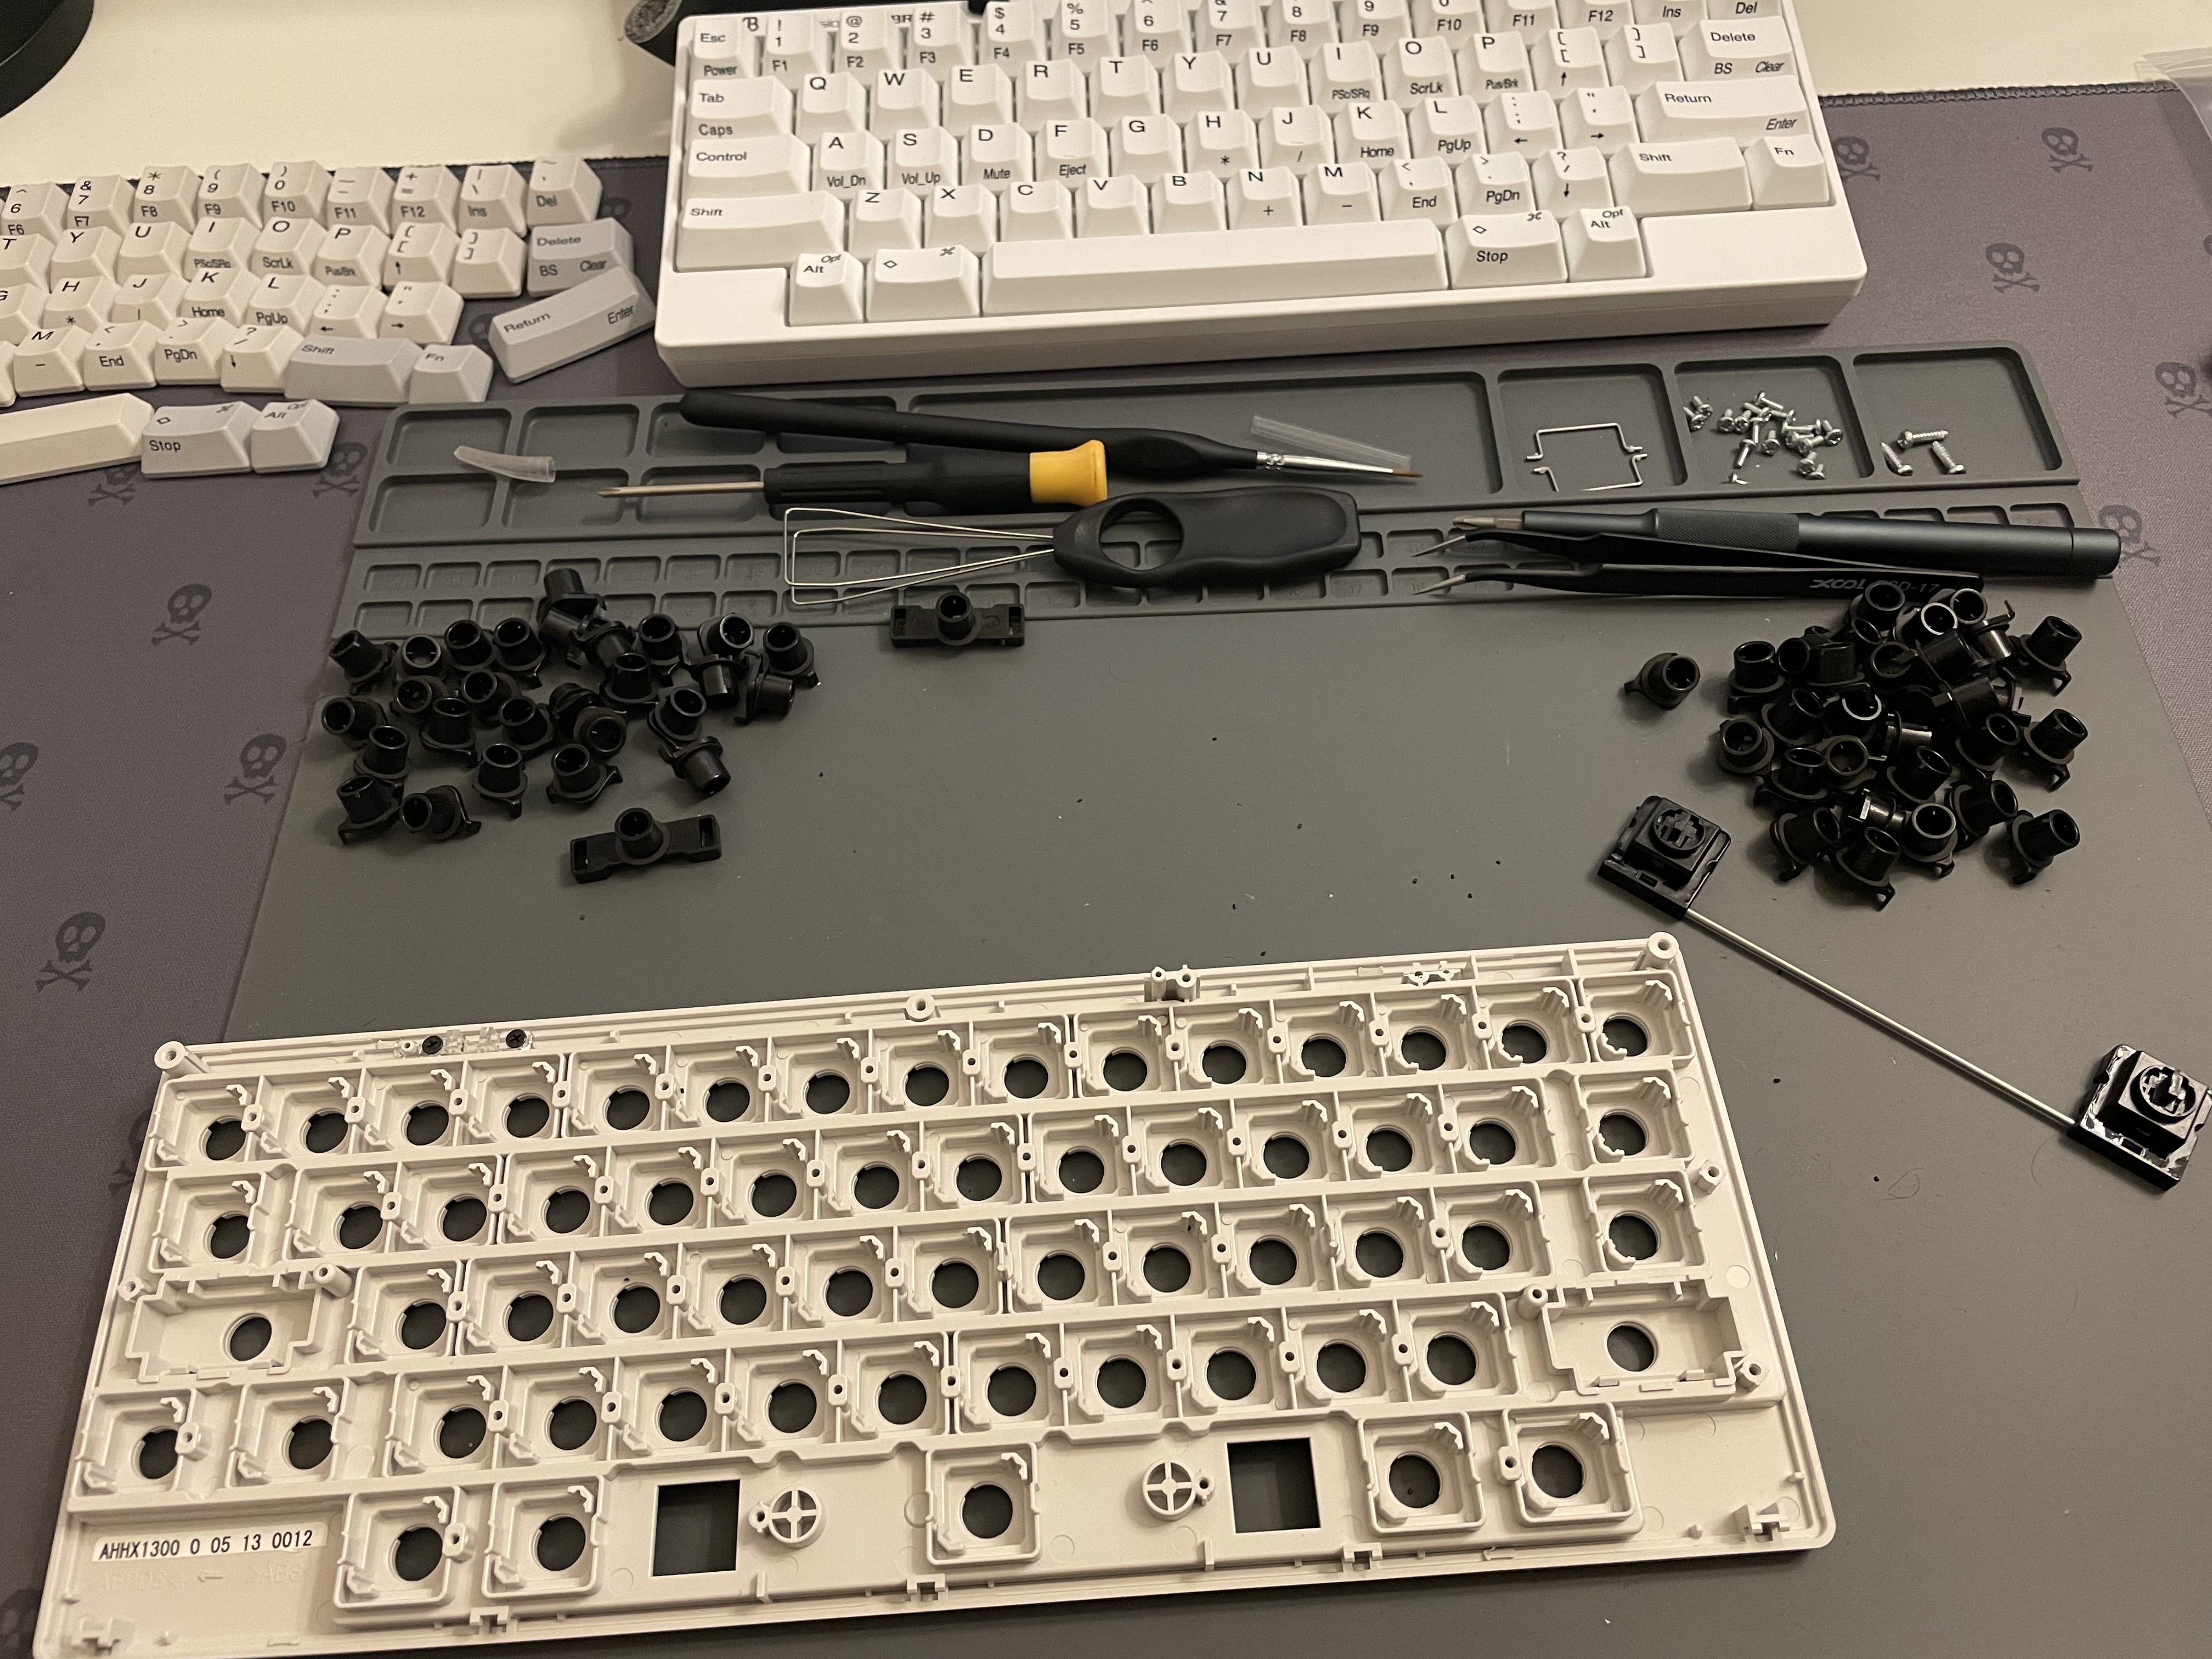 Esc ! 1 @ 2 # 3 $ 4 % 5 ^ 6 & 7 8 9 0
Power F1 F2 F3 F4 F5 F6 F7 F8 F9 F10 F11 F12 Ins Del
Tab Q W E R T Y U I O P { [ } ] Delete
Caps PSc/SRq ScrLk Pus/Brk ↑ BS Clear
Control A S D F G H J K L : ; " ' Return
Vol_Dn Vol_Up Mute Eject * / Home PgUp ← → Enter
Shift Z X C V B N M < , > . ? / Shift Fn
+ − End PgDn ↓
Alt Opt ◇ ⌘ ◇ ⌘ Alt Opt
Stop
^ 6 & 7 * 8 ( 9 ) 0 — - + = | \ ~ `
F6 F7 F8 F9 F10 F11 F12 Ins Del
T Y U I O P { [ } ] Delete
PSc/SRq ScrLk Pus/Brk ↑ BS Clear
G H J K L : ; " ' Return
* / Home PgUp ← → Enter
M < , > . ? / Shift Fn
− End PgDn ↓
◇ ⌘ Alt Opt
Stop
AHHX1300 0 05 13 0012